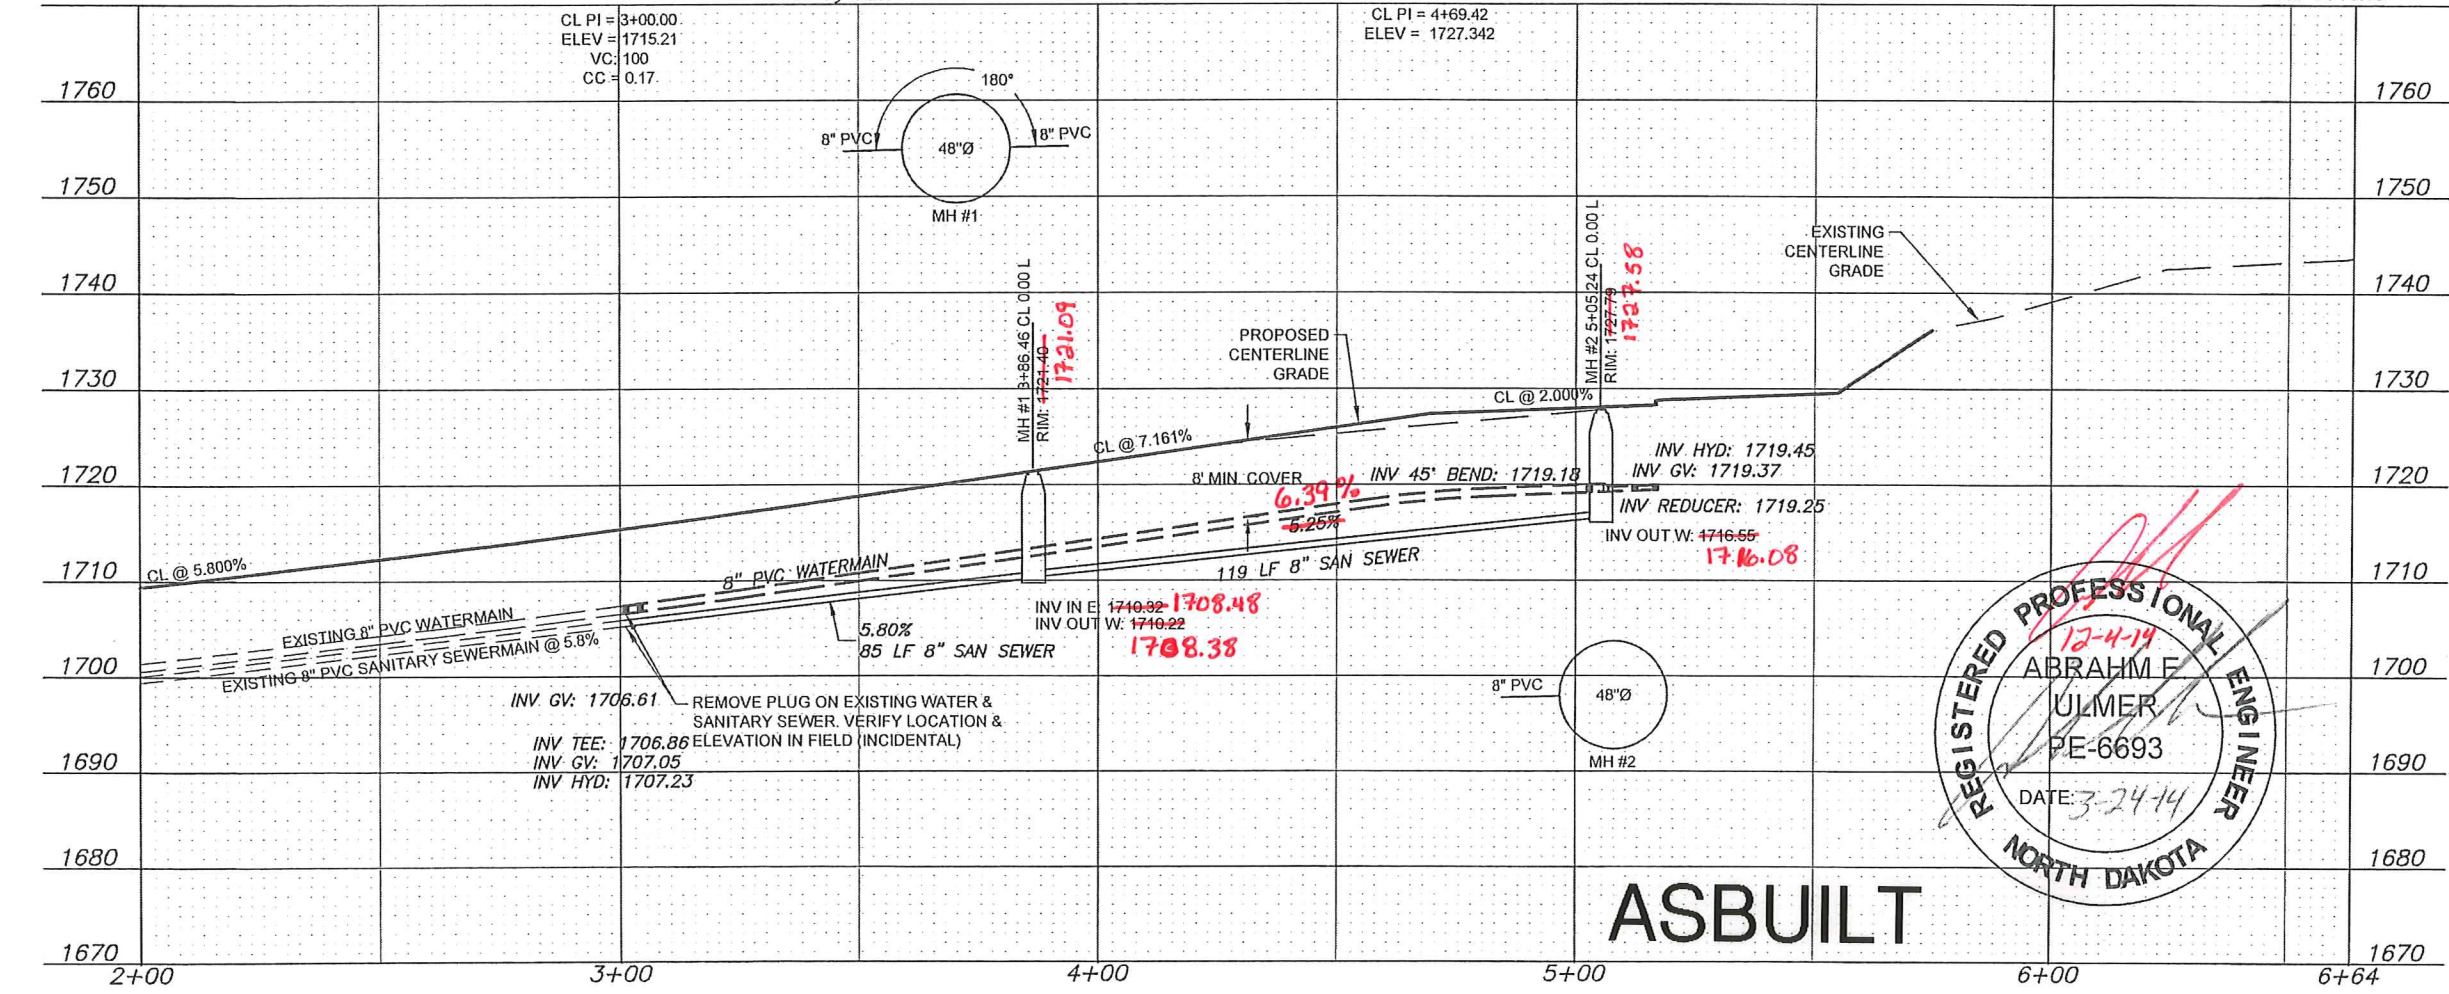 CL PI = 3+00.00
ELEV = 1715.21
VC: 100
CC = 0.17
CL PI = 4+69.42
ELEV = 1727.342
1760
1760
180°
8" PVC
48"Ø
8" PVC
MH #1
1750
1750
1740
1740
1730
1730
1720
1720
1710
1710
1700
1700
1690
1690
1680
1680
1670
1670
MH #1 3+86.46 CL 0.00 L
RIM: 1721.40
1721.09
MH #2 5+05.24 CL 0.00 L
RIM: 1727.79
1727.58
EXISTING
CENTERLINE
GRADE
PROPOSED
CENTERLINE
GRADE
CL @ 2.000%
CL @ 7.161%
CL @ 5.800%
8' MIN. COVER
6.39%
5.25%
INV 45° BEND: 1719.18
INV HYD: 1719.45
INV GV: 1719.37
INV REDUCER: 1719.25
INV OUT W: 1716.55
1716.08
8" PVC WATERMAIN
119 LF 8" SAN SEWER
EXISTING 8" PVC WATERMAIN
EXISTING 8" PVC SANITARY SEWERMAIN @ 5.8%
INV IN E: 1710.32 1708.48
INV OUT W: 1710.22
1708.38
5.80%
85 LF 8" SAN SEWER
INV GV: 1706.61
REMOVE PLUG ON EXISTING WATER &
SANITARY SEWER. VERIFY LOCATION &
ELEVATION IN FIELD (INCIDENTAL)
INV TEE: 1706.86
INV GV: 1707.05
INV HYD: 1707.23
8" PVC
48"Ø
MH #2
REGISTERED PROFESSIONAL ENGINEER
12-4-14
ABRAHM F
ULMER
PE-6693
DATE: 3-24-14
NORTH DAKOTA
ASBUILT
2+00
3+00
4+00
5+00
6+00
6+64